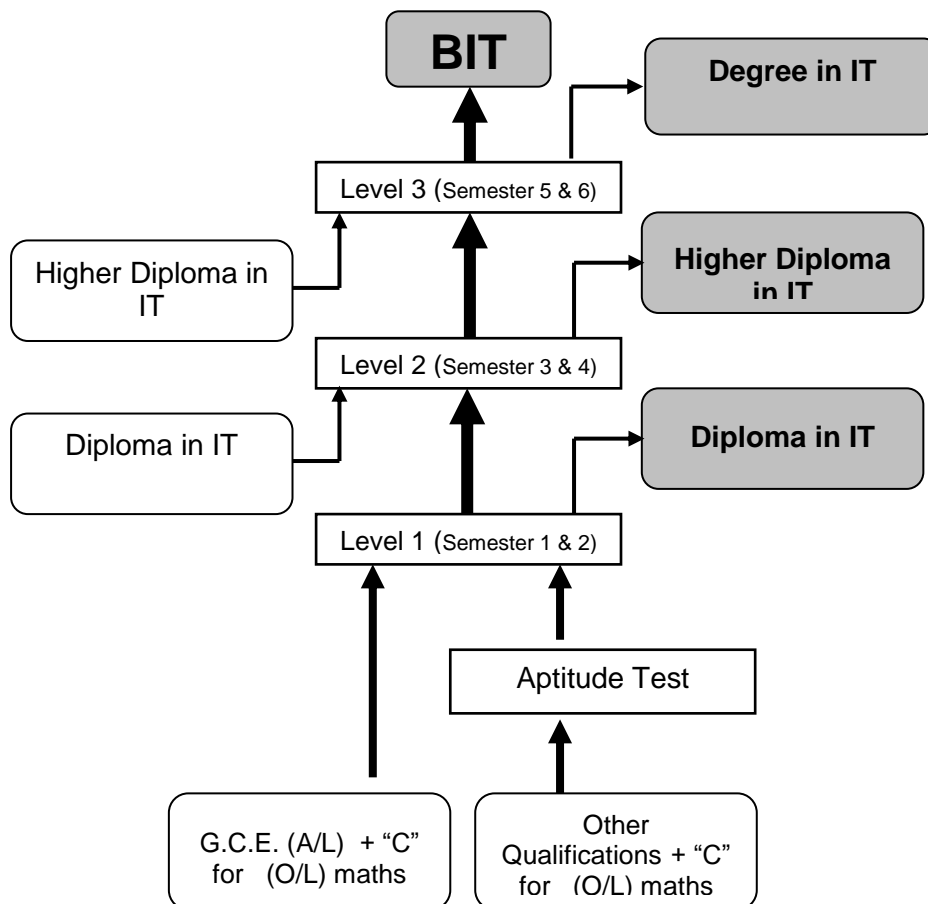 BIT
Degree in IT
Level 3 (Semester 5 & 6)
Higher Diploma in
IT
Higher Diploma
in IT
Level 2 (Semester 3 & 4)
Diploma in IT
Diploma in IT
Level 1 (Semester 1 & 2)
Aptitude Test
G.C.E. (A/L) + “C”
for (O/L) maths
Other
Qualifications + “C”
for (O/L) maths